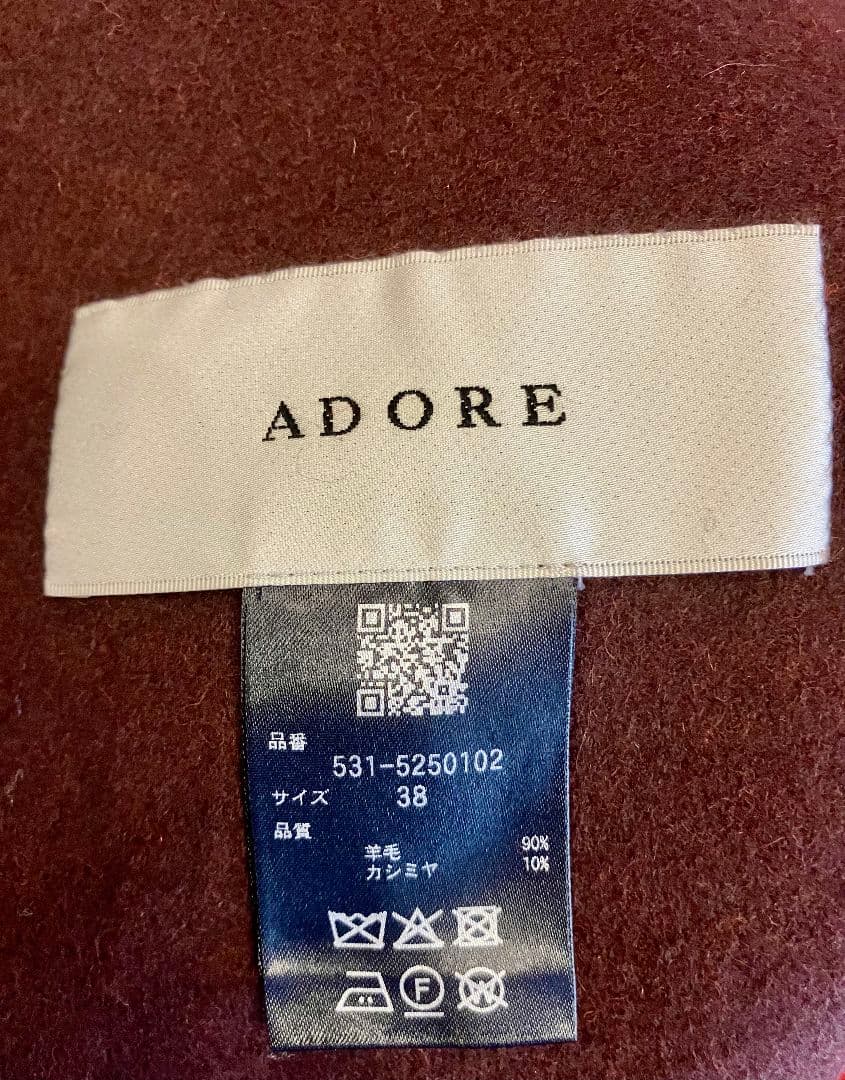 ADORE
品番
531-5250102
サイズ 38
品質
羊毛 90%
カシミヤ 10%
F W